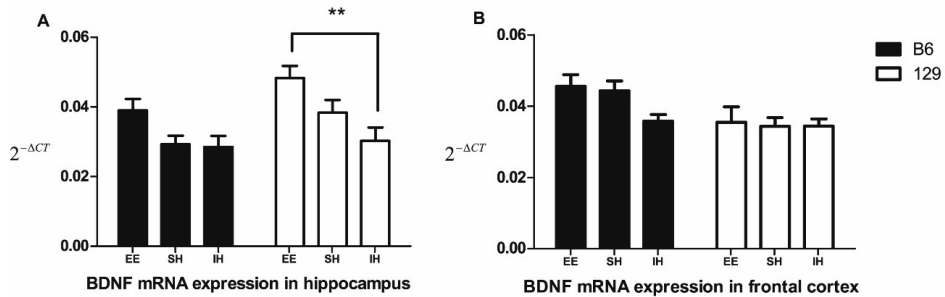 A
**
0.06
0.04
2^{-ΔCT}
0.02
0.00
EE SH IH EE SH IH
BDNF mRNA expression in hippocampus
B
0.06
0.04
2^{-ΔCT}
0.02
0.00
EE SH IH EE SH IH
BDNF mRNA expression in frontal cortex
B6
129